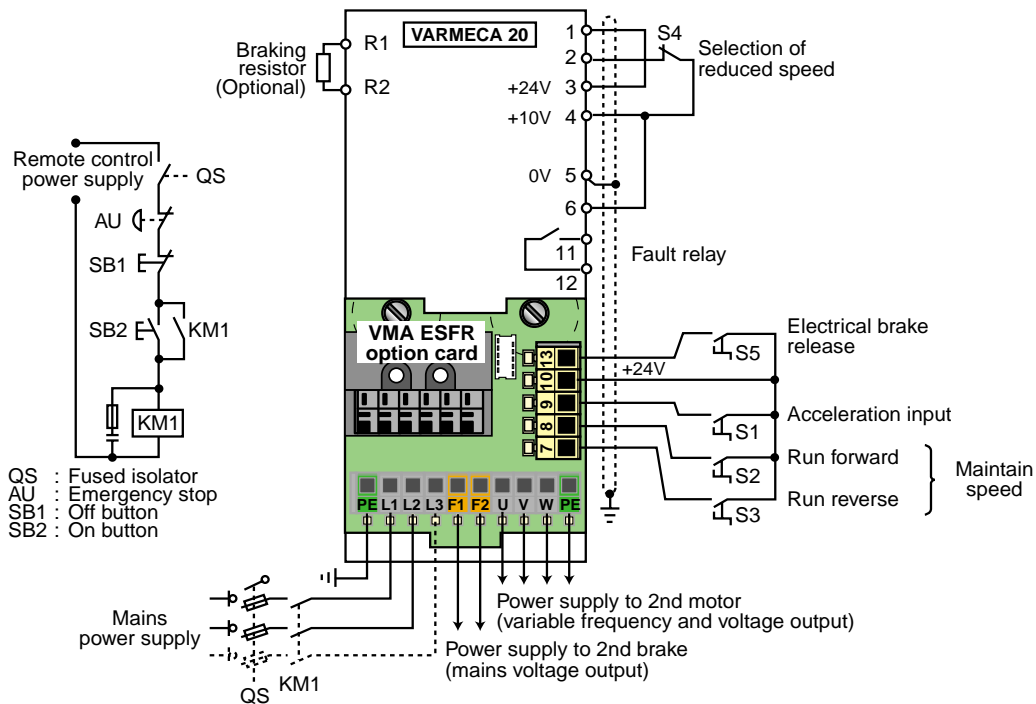 VARMECA 20
R1
R2
Braking
resistor
(Optional)
1
2
+24V 3
+10V 4
0V 5
6
11
12
S4
Selection of
reduced speed
Fault relay
Remote control
power supply
QS
AU
SB1
SB2
KM1
KM1
QS : Fused isolator
AU : Emergency stop
SB1 : Off button
SB2 : On button
VMA ESFR
option card
13
10
9
8
7
+24V
S5
Electrical brake
release
S1
Acceleration input
S2
Run forward
S3
Run reverse
Maintain
speed
PE L1 L2 L3 F1 F2 U V W PE
Mains
power supply
QS
KM1
Power supply to 2nd motor
(variable frequency and voltage output)
Power supply to 2nd brake
(mains voltage output)